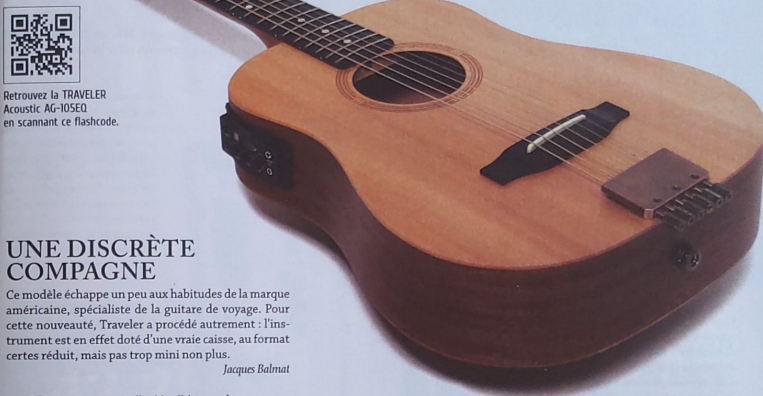 Retrouvez la TRAVELER
Acoustic AG-105EQ
en scannant ce flashcode.
UNE DISCRÈTE
COMPAGNE
Ce modèle échappe un peu aux habitudes de la marque
américaine, spécialiste de la guitare de voyage. Pour
cette nouveauté, Traveler a procédé autrement : l'ins-
trument est en effet doté d'une vraie caisse, au format
certes réduit, mais pas trop mini non plus.
Jacques Balmat